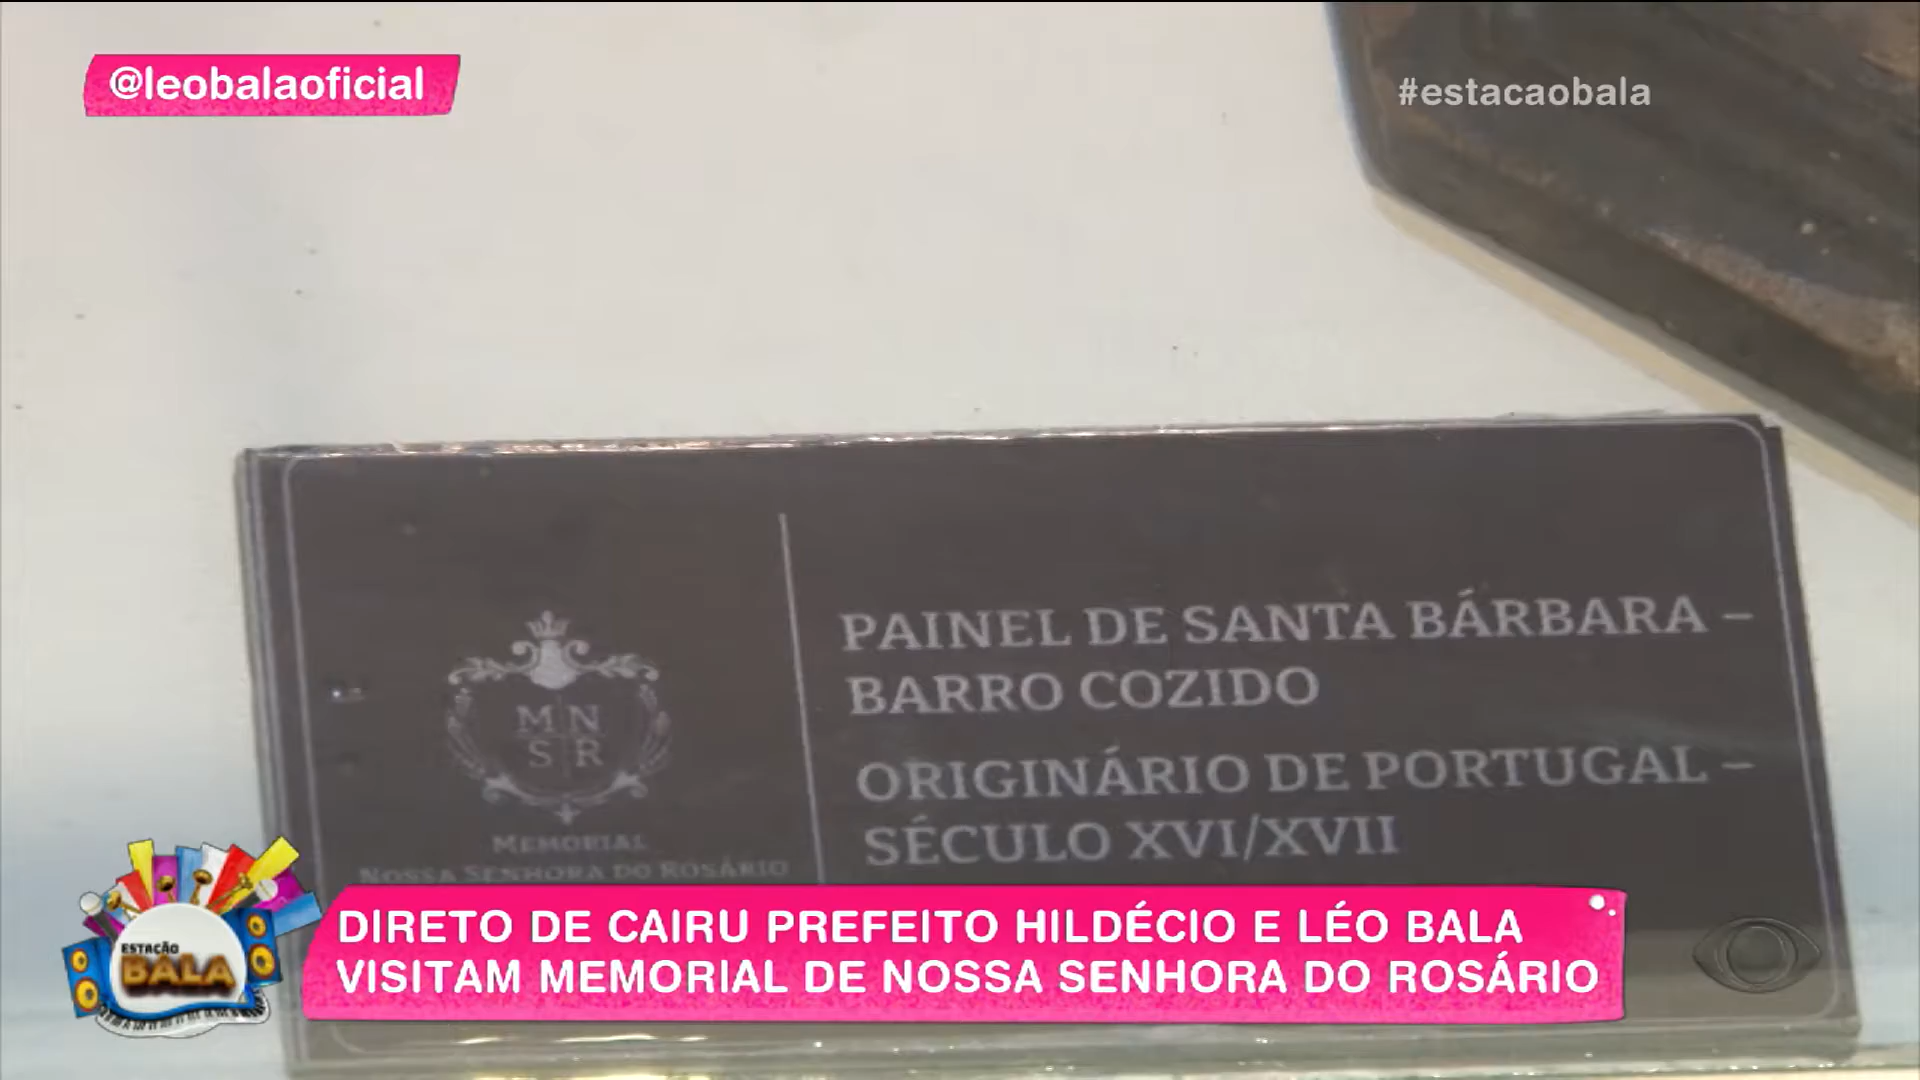 @leobalaoficial
#estacaobala
PAINEL DE SANTA BÁRBARA –
BARRO COZIDO
ORIGINÁRIO DE PORTUGAL –
SÉCULO XVI/XVII
M N
S R
MEMORIAL
NOSSA SENHORA DO ROSÁRIO
ESTAÇÃO
BALA
DIRETO DE CAIRU PREFEITO HILDÉCIO E LÉO BALA
VISITAM MEMORIAL DE NOSSA SENHORA DO ROSÁRIO